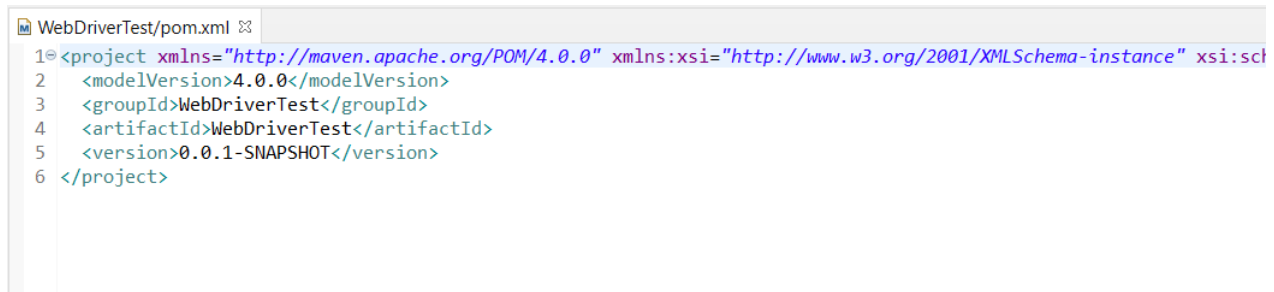 WebDriverTest/pom.xml
1 <project xmlns="http://maven.apache.org/POM/4.0.0" xmlns:xsi="http://www.w3.org/2001/XMLSchema-instance" xsi:sch
2 <modelVersion>4.0.0</modelVersion>
3 <groupId>WebDriverTest</groupId>
4 <artifactId>WebDriverTest</artifactId>
5 <version>0.0.1-SNAPSHOT</version>
6 </project>